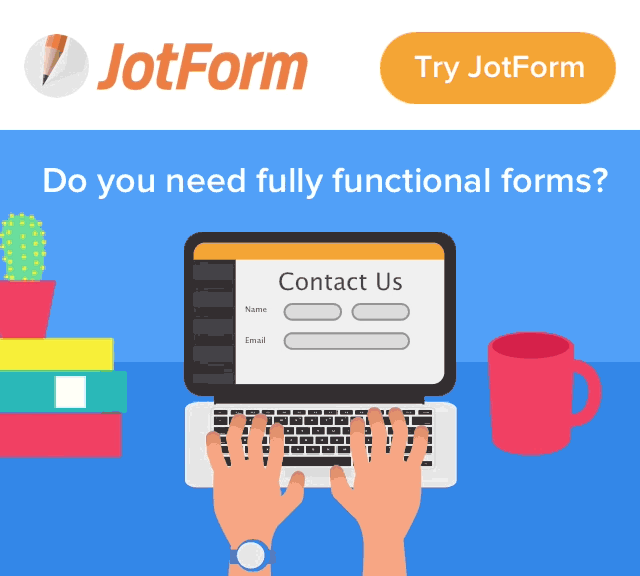 JotForm
Try JotForm
Do you need fully functional forms?
Contact Us
Name
Email